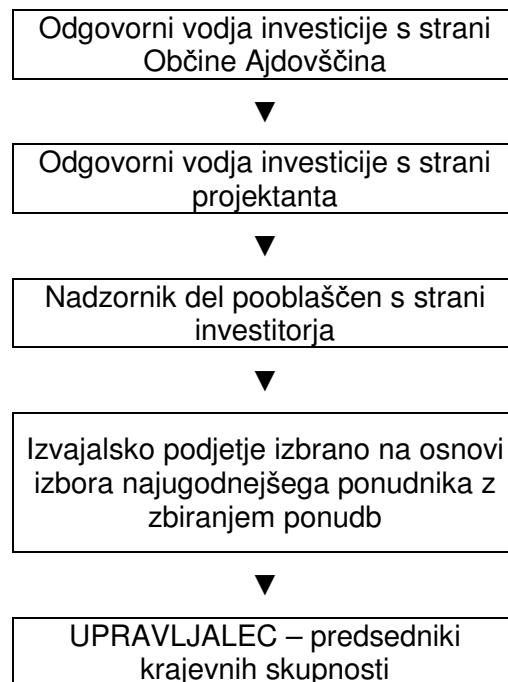 Odgovorni vodja investicije s strani
Občine Ajdovščina
▼
Odgovorni vodja investicije s strani
projektanta
▼
Nadzornik del pooblaščen s strani
investitorja
▼
Izvajalsko podjetje izbrano na osnovi
izbora najugodnejšega ponudnika z
zbiranjem ponudb
▼
UPRAVLJALEC – predsedniki
krajevnih skupnosti